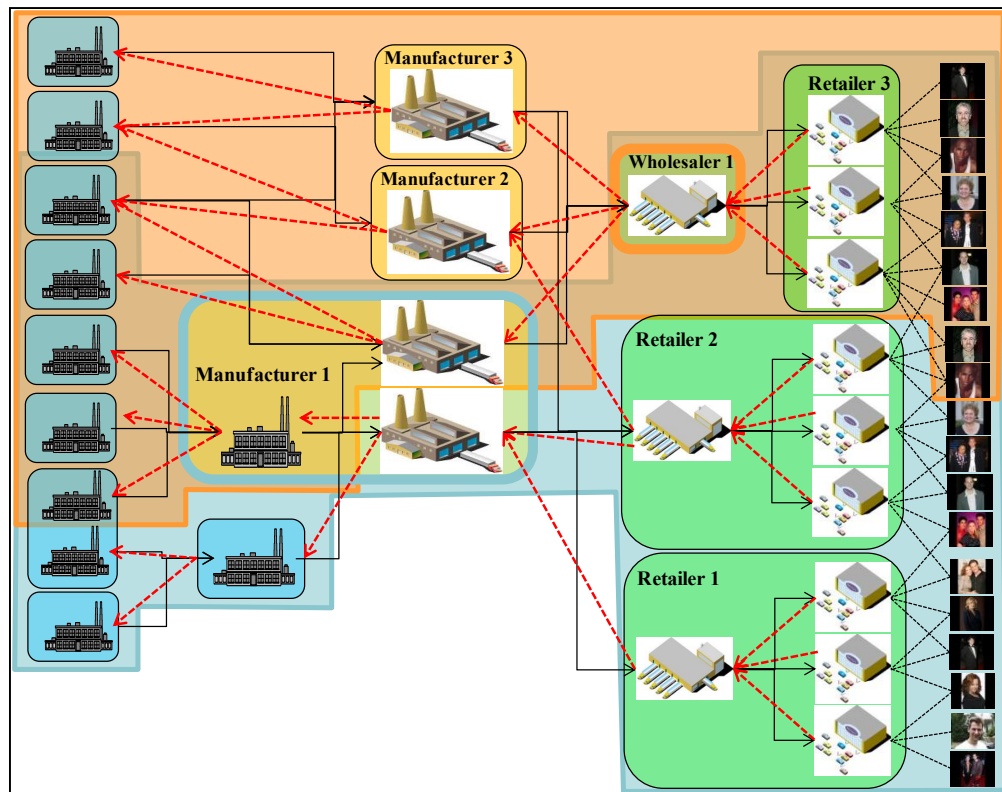 Manufacturer 3
Retailer 3
Wholesaler 1
Manufacturer 2
Retailer 2
Manufacturer 1
Retailer 1